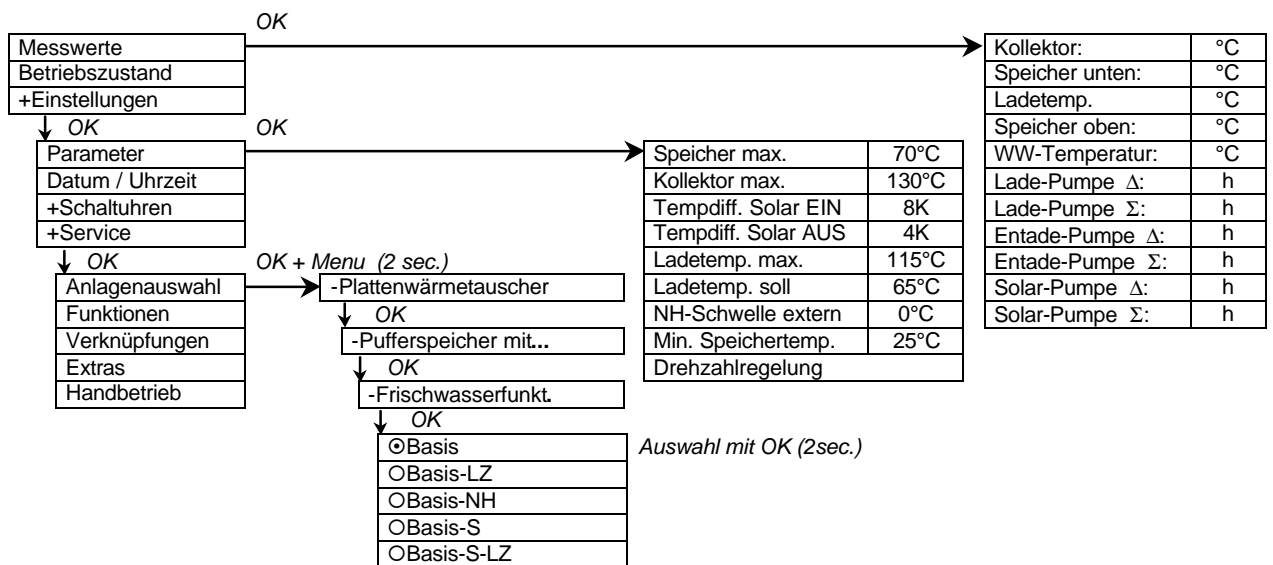 OK
Messwerte
Betriebszustand
+Einstellungen
Kollektor: °C
Speicher unten: °C
Ladetemp. °C
Speicher oben: °C
WW-Temperatur: °C
Lade-Pumpe Δ: h
Lade-Pumpe Σ: h
Entade-Pumpe Δ: h
Entade-Pumpe Σ: h
Solar-Pumpe Δ: h
Solar-Pumpe Σ: h
OK OK
Parameter
Datum / Uhrzeit
+Schaltuhren
+Service
Speicher max. 70°C
Kollektor max. 130°C
Tempdiff. Solar EIN 8K
Tempdiff. Solar AUS 4K
Ladetemp. max. 115°C
Ladetemp. soll 65°C
NH-Schwelle extern 0°C
Min. Speichertemp. 25°C
Drehzahlregelung
OK OK + Menu (2 sec.)
Anlagenauswahl
Funktionen
Verknüpfungen
Extras
Handbetrieb
-Plattenwärmetauscher
OK
-Pufferspeicher mit...
OK
-Frischwasserfunkt.
OK
⊙Basis Auswahl mit OK (2sec.)
○Basis-LZ
○Basis-NH
○Basis-S
○Basis-S-LZ